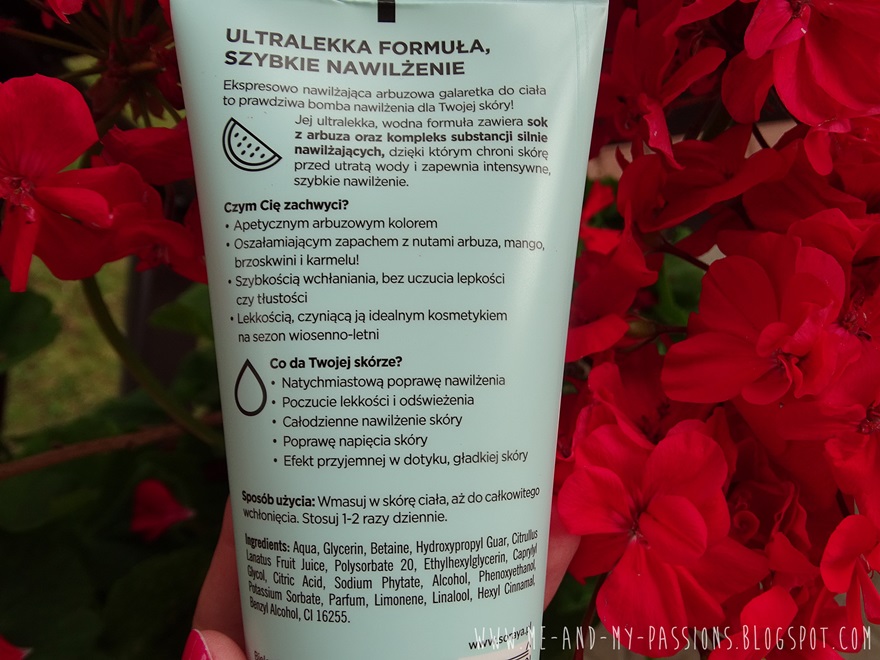 ULTRALEKKA FORMUŁA,
SZYBKIE NAWILŻENIE
Ekspresowo nawilżająca arbuzowa galaretka do ciała
to prawdziwa bomba nawilżenia dla Twojej skóry!
Jej ultralekka, wodna formuła zawiera sok
z arbuza oraz kompleks substancji silnie
nawilżających, dzięki którym chroni skórę
przed utratą wody i zapewnia intensywne,
szybkie nawilżenie.
Czym Cię zachwyci?
• Apetycznym arbuzowym kolorem
• Oszałamiającym zapachem z nutami arbuza, mango,
brzoskwini i karmelu!
• Szybkością wchłaniania, bez uczucia lepkości
czy tłustości
• Lekkością, czyniącą ją idealnym kosmetykiem
na sezon wiosenno-letni
Co da Twojej skórze?
• Natychmiastową poprawę nawilżenia
• Poczucie lekkości i odświeżenia
• Całodzienne nawilżenie skóry
• Poprawę napięcia skóry
• Efekt przyjemnej w dotyku, gładkiej skóry
Sposób użycia: Wmasuj w skórę ciała, aż do całkowitego
wchłonięcia. Stosuj 1-2 razy dziennie.
Ingredients: Aqua, Glycerin, Betaine, Hydroxypropyl Guar, Citrullus
Lanatus Fruit Juice, Polysorbate 20, Ethylhexylglycerin, Caprylyl
Glycol, Citric Acid, Sodium Phytate, Alcohol, Phenoxyethanol,
Potassium Sorbate, Parfum, Limonene, Linalool, Hexyl Cinnamal,
Benzyl Alcohol, CI 16255.
www.soraya.pl
WWW.ME-AND-MY-PASSIONS.BLOGSPOT.COM